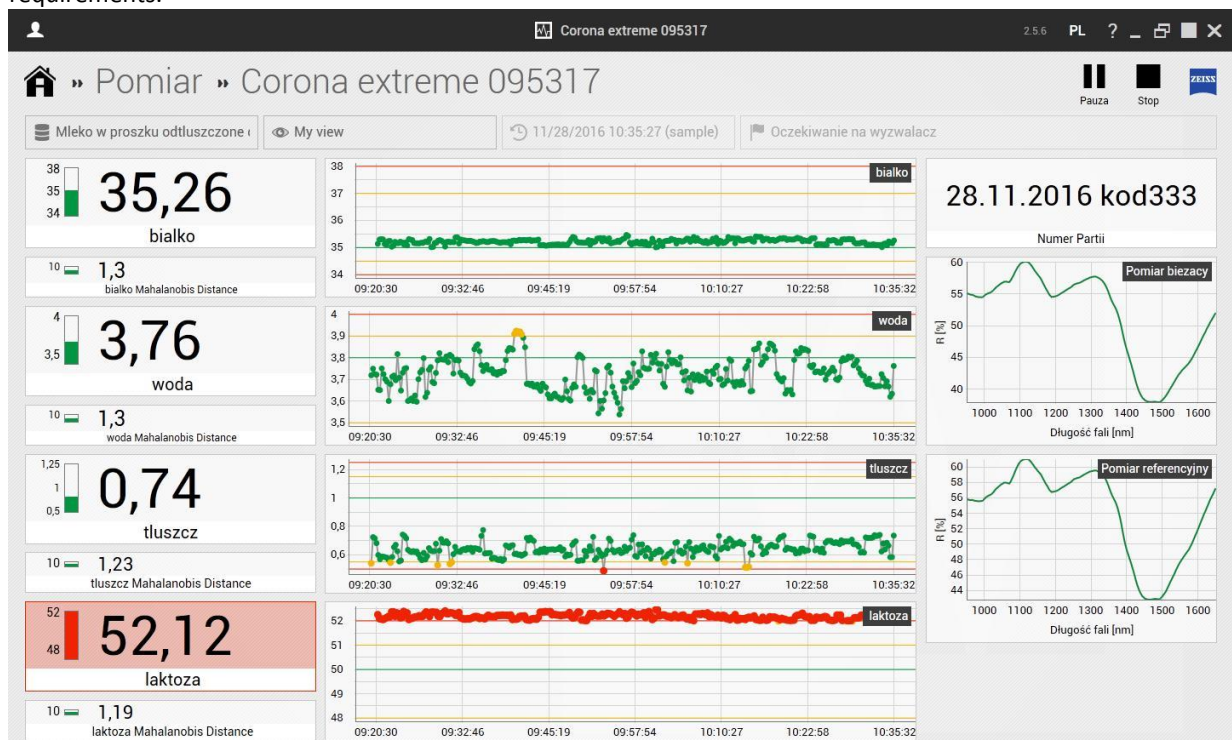 requirements.
Corona extreme 095317
2.5.6 PL ?
» Pomiar » Corona extreme 095317
Pauza Stop
ZEISS
Mleko w proszku odtluszczone
My view
11/28/2016 10:35:27 (sample)
Oczekiwanie na wyzwalacz
38
35
34
35,26
bialko
10
1,3
bialko Mahalanobis Distance
4
3,5
3,76
woda
10
1,3
woda Mahalanobis Distance
1,25
1
0,5
0,74
tluszcz
10
1,23
tluszcz Mahalanobis Distance
52
48
52,12
laktoza
10
1,19
laktoza Mahalanobis Distance
bialko
38
37
36
35
34
09:20:30 09:32:46 09:45:19 09:57:54 10:10:27 10:22:58 10:35:32
woda
4
3,9
3,8
3,7
3,6
3,5
09:20:30 09:32:46 09:45:19 09:57:54 10:10:27 10:22:58 10:35:32
tluszcz
1,2
1
0,8
0,6
09:20:30 09:32:46 09:45:19 09:57:54 10:10:27 10:22:58 10:35:32
laktoza
52
51
50
49
48
09:20:30 09:32:46 09:45:19 09:57:54 10:10:27 10:22:58 10:35:32
28.11.2016 kod333
Numer Partii
Pomiar biezacy
60
55
50
45
40
R [%]
1000 1100 1200 1300 1400 1500 1600
Długość fali [nm]
Pomiar referencyjny
60
58
56
54
52
50
48
46
44
R [%]
1000 1100 1200 1300 1400 1500 1600
Długość fali [nm]